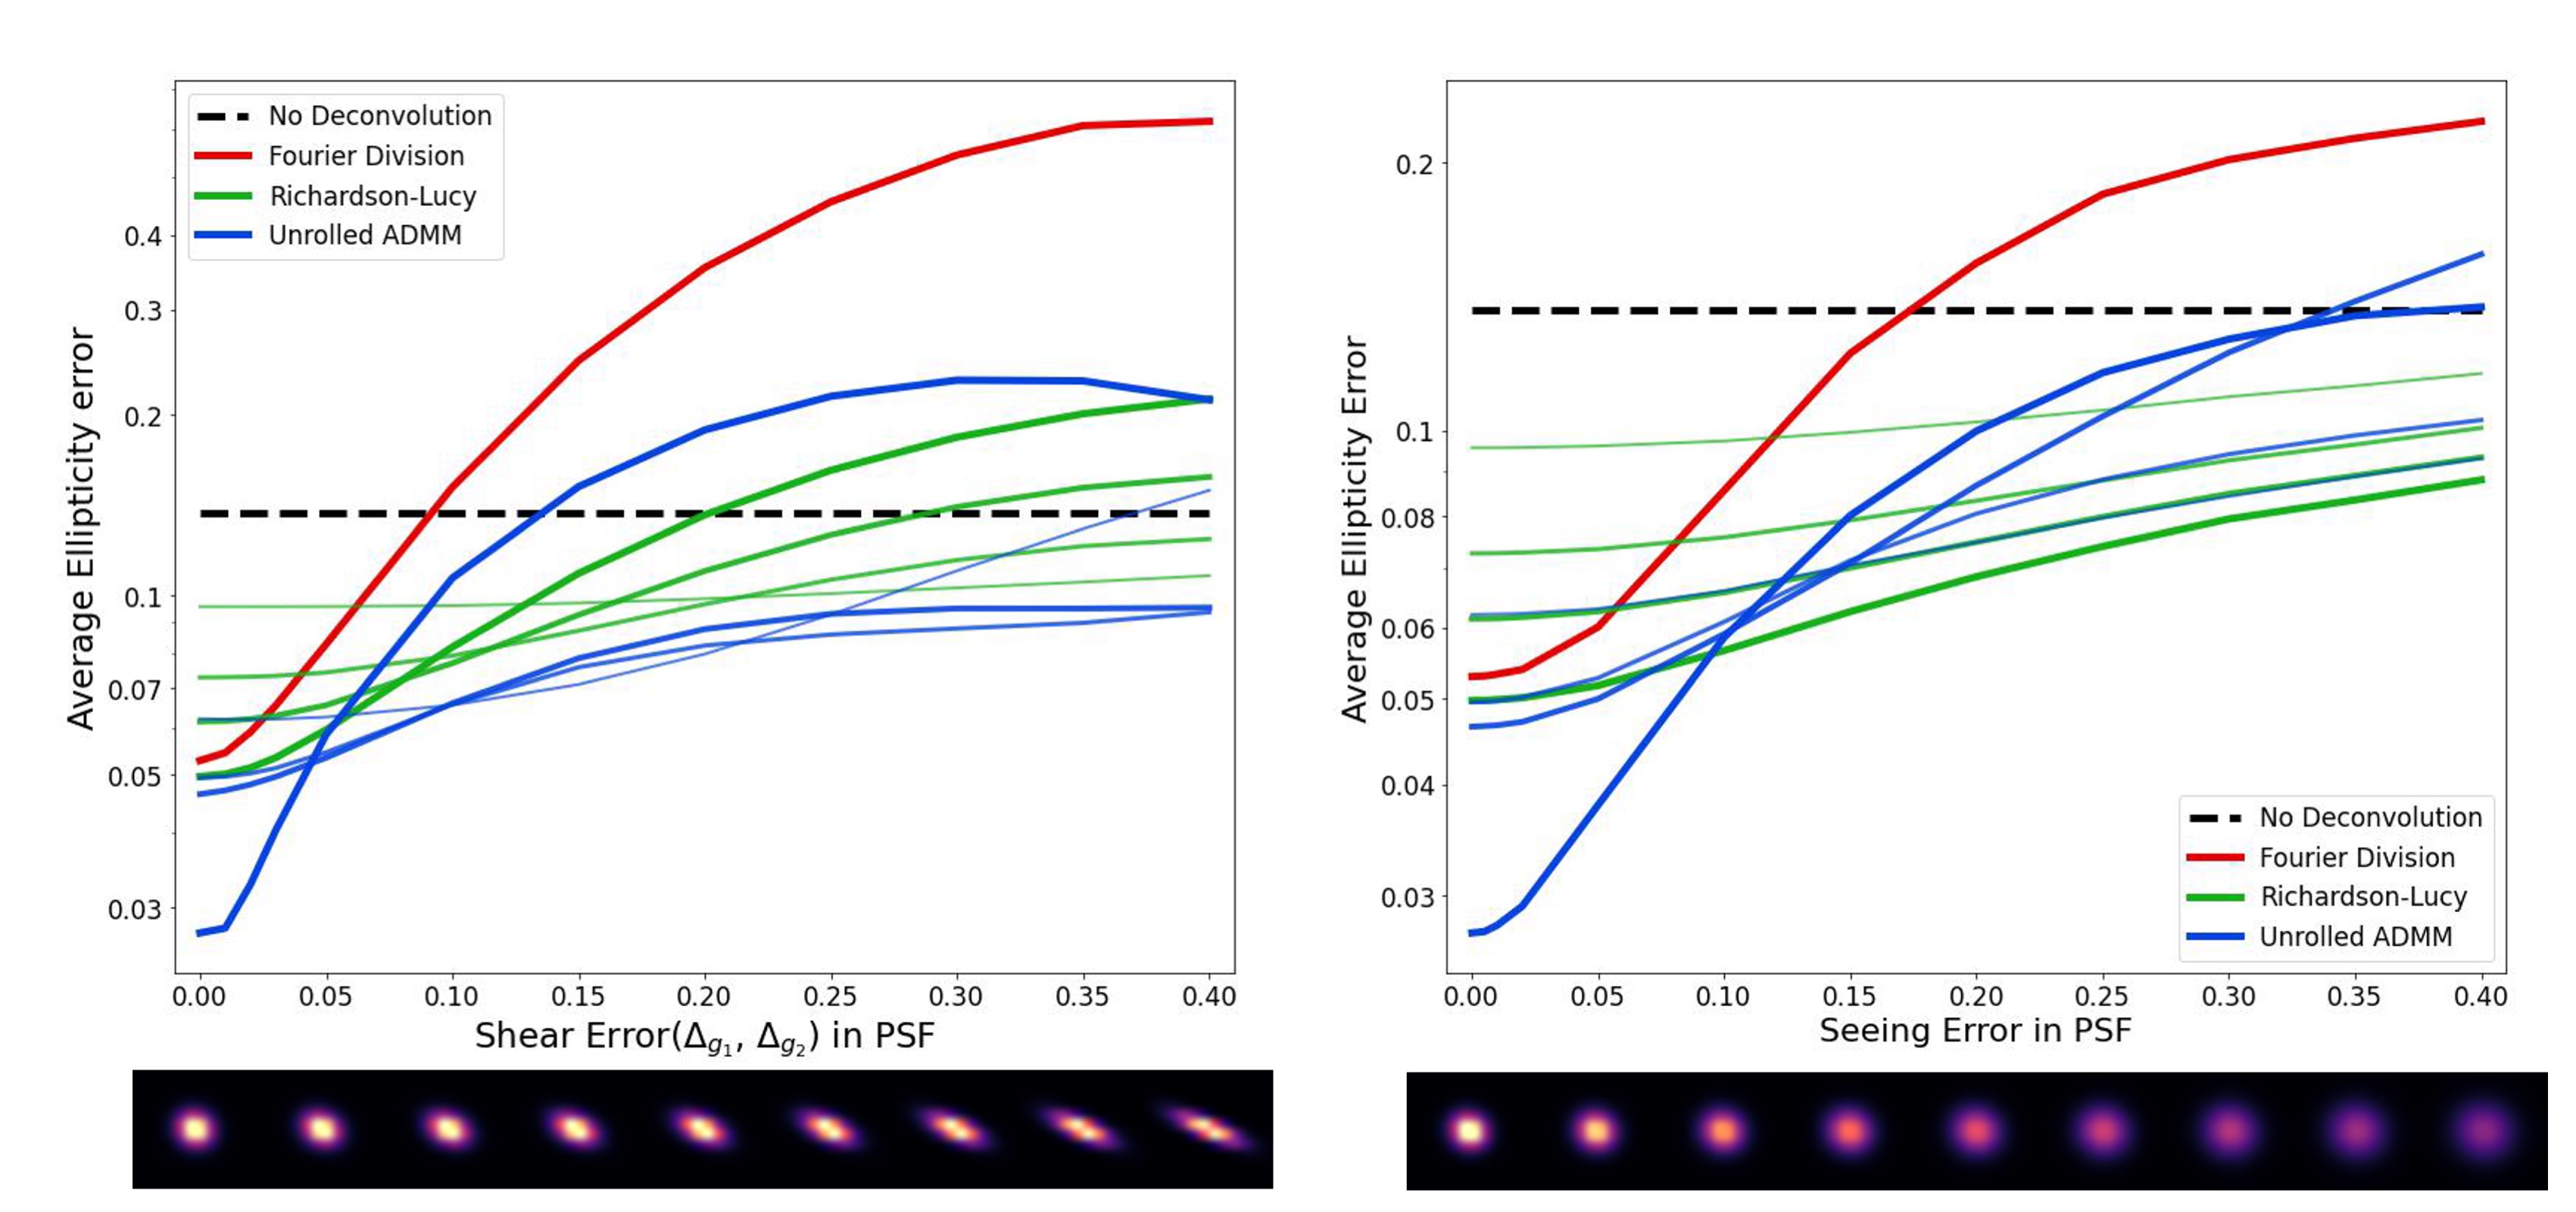 No Deconvolution
Fourier Division
Richardson-Lucy
Unrolled ADMM
0.4
0.3
0.2
0.1
0.07
0.05
0.03
Average Ellipticity error
0.00 0.05 0.10 0.15 0.20 0.25 0.30 0.35 0.40
Shear Error(Δg₁, Δg₂) in PSF
0.2
0.1
0.08
0.06
0.05
0.04
0.03
Average Ellipticity Error
No Deconvolution
Fourier Division
Richardson-Lucy
Unrolled ADMM
0.00 0.05 0.10 0.15 0.20 0.25 0.30 0.35 0.40
Seeing Error in PSF